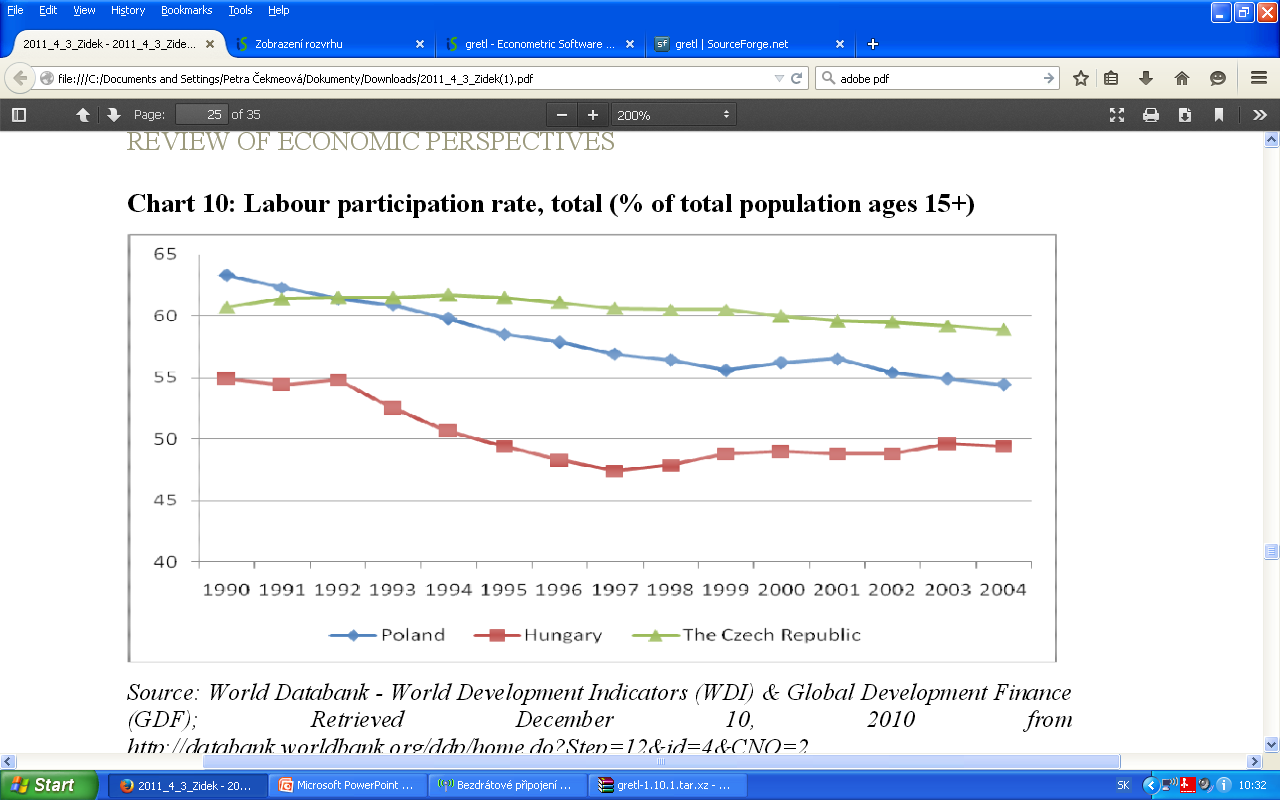 File Edit View History Bookmarks Tools Help
2011_4_3_Zidek - 2011_4_3_Zide... Zobrazení rozvrhu gretl - Econometric Software ... gretl | SourceForge.net
file:///C:/Documents and Settings/Petra Čekmeová/Dokumenty/Downloads/2011_4_3_Zidek(1).pdf adobe pdf
Page: 25 of 35 200%
REVIEW OF ECONOMIC PERSPECTIVES
Chart 10: Labour participation rate, total (% of total population ages 15+)
65
60
55
50
45
40
1990 1991 1992 1993 1994 1995 1996 1997 1998 1999 2000 2001 2002 2003 2004
Poland Hungary The Czech Republic
Source: World Databank - World Development Indicators (WDI) & Global Development Finance
(GDF); Retrieved December 10, 2010 from
http://databank.worldbank.org/ddp/home.do?Step=12&id=4&CNO=2
Start 2011_4_3_Zidek - 20... Microsoft PowerPoint ... Bezdrátové připojení ... gretl-1.10.1.tar.xz - ... SK 10:32